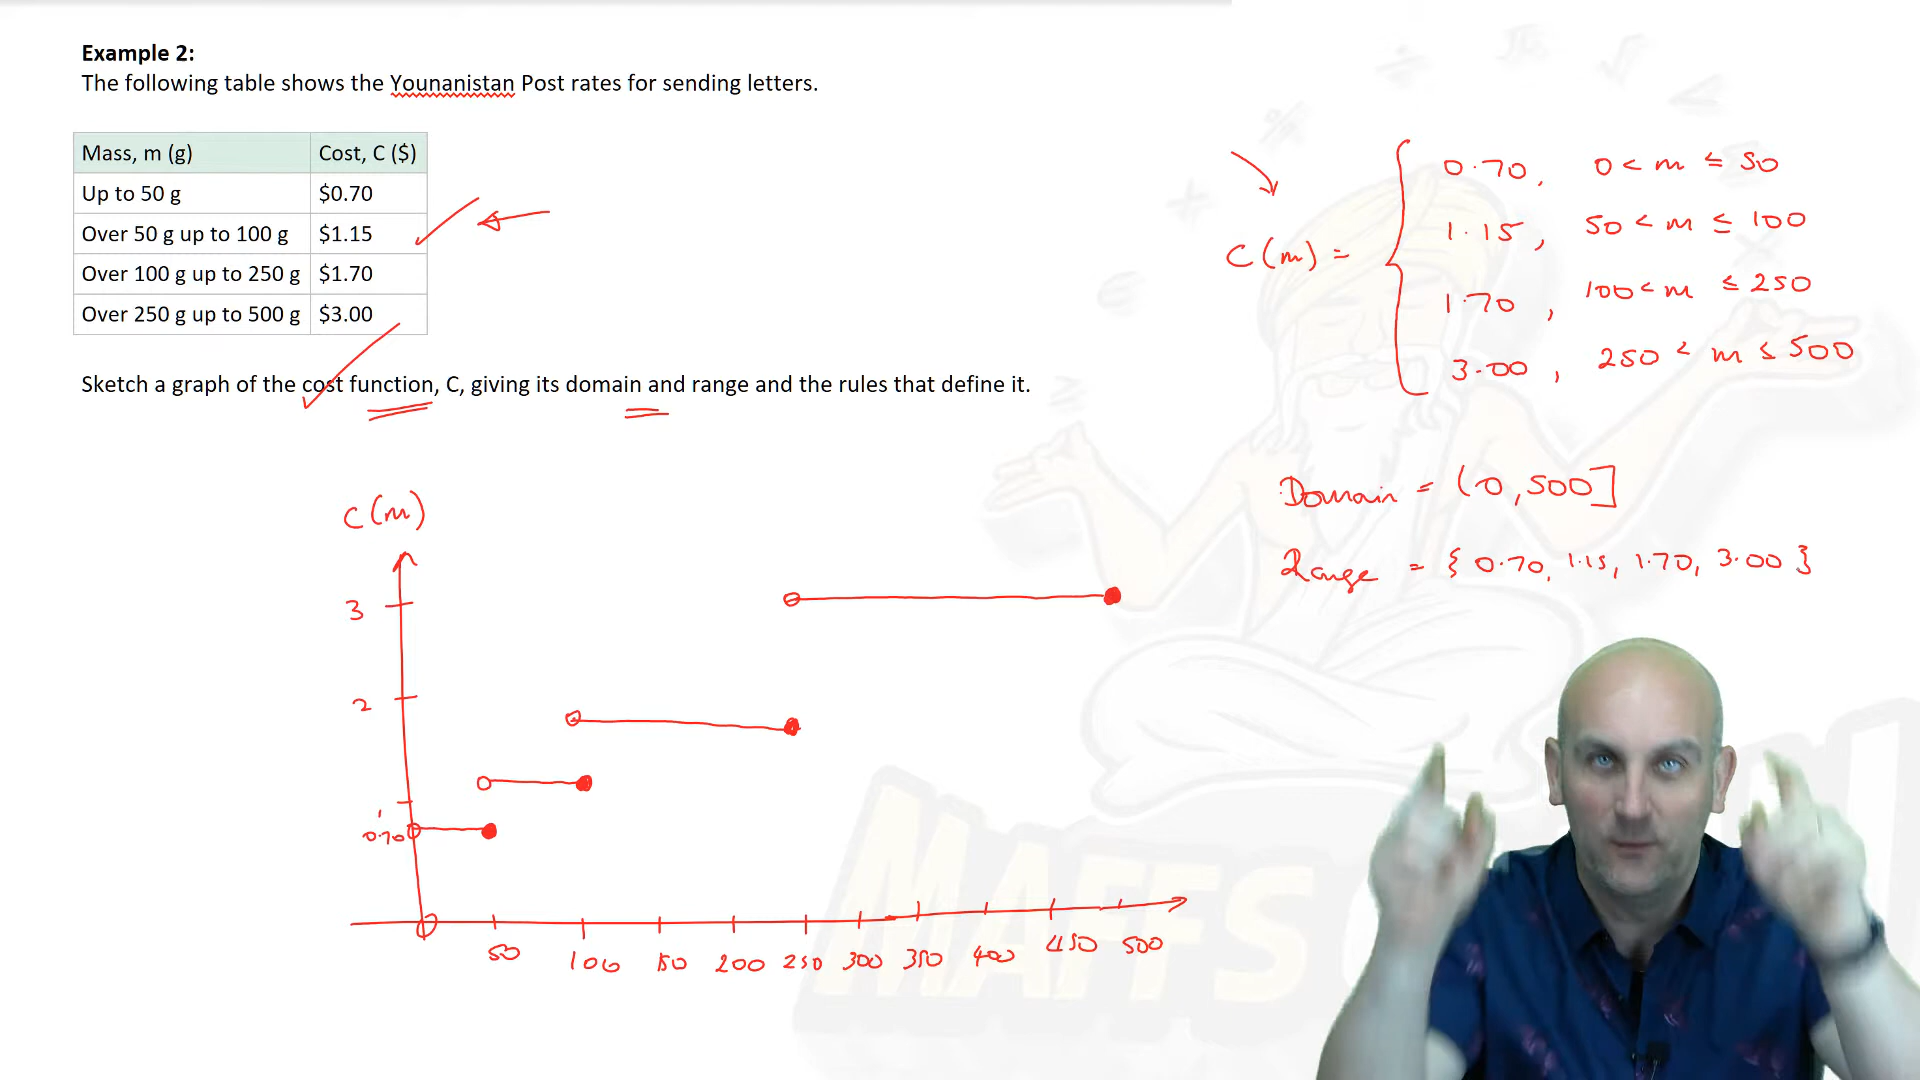 Example 2:
The following table shows the Younanistan Post rates for sending letters.
Mass, m (g) Cost, C ($)
Up to 50 g $0.70
Over 50 g up to 100 g $1.15
Over 100 g up to 250 g $1.70
Over 250 g up to 500 g $3.00
Sketch a graph of the cost function, C, giving its domain and range and the rules that define it.
C(m) =
0.70, 0 < m ≤ 50
1.15, 50 < m ≤ 100
1.70, 100 < m ≤ 250
3.00, 250 < m ≤ 500
Domain = (0, 500]
Range = { 0.70, 1.15, 1.70, 3.00 }
C(m)
3
2
1
0.70
0
50 100 150 200 250 300 350 400 450 500
MAFFS